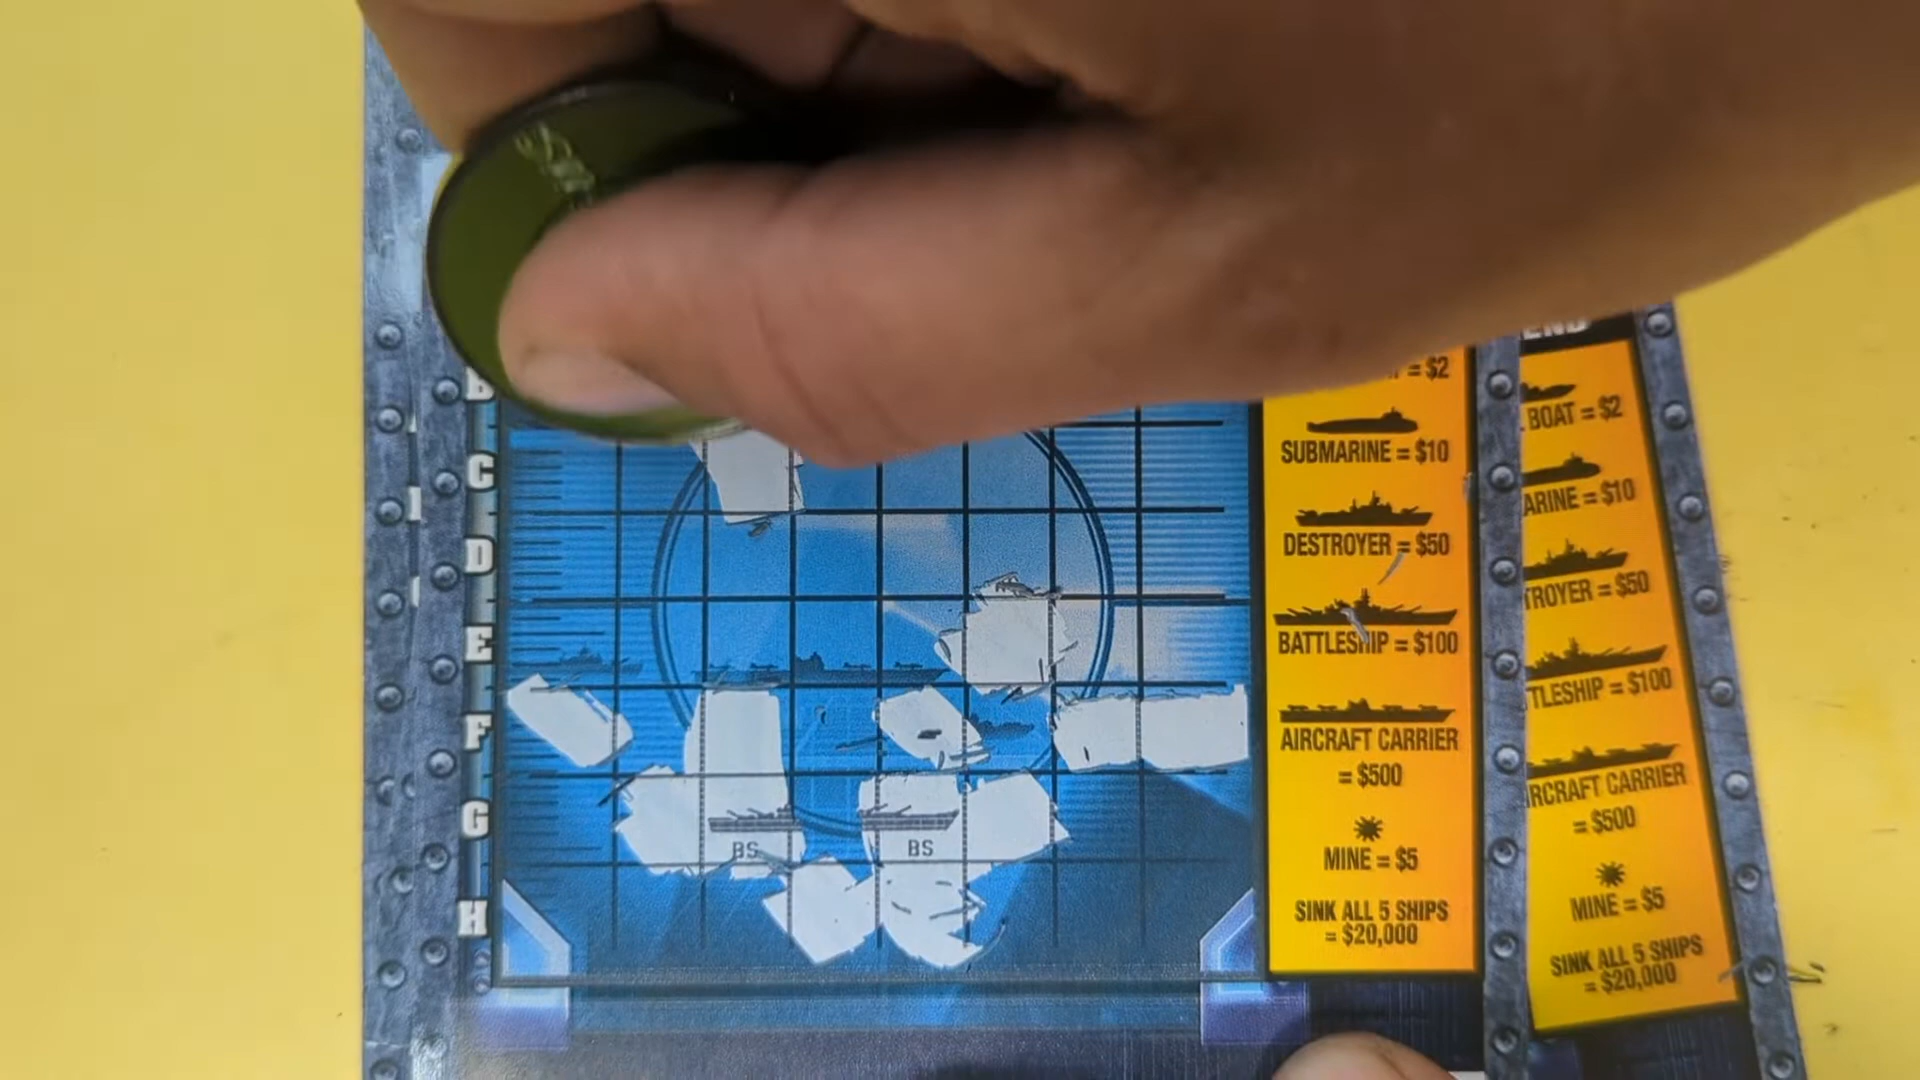 B
C
D
E
F
G
H
BS
BS
= $2
SUBMARINE = $10
DESTROYER = $50
BATTLESHIP = $100
AIRCRAFT CARRIER
= $500
MINE = $5
SINK ALL 5 SHIPS
= $20,000
END
BOAT = $2
ARINE = $10
TROYER = $50
TLESHIP = $100
IRCRAFT CARRIER
= $500
MINE = $5
SINK ALL 5 SHIPS
= $20,000